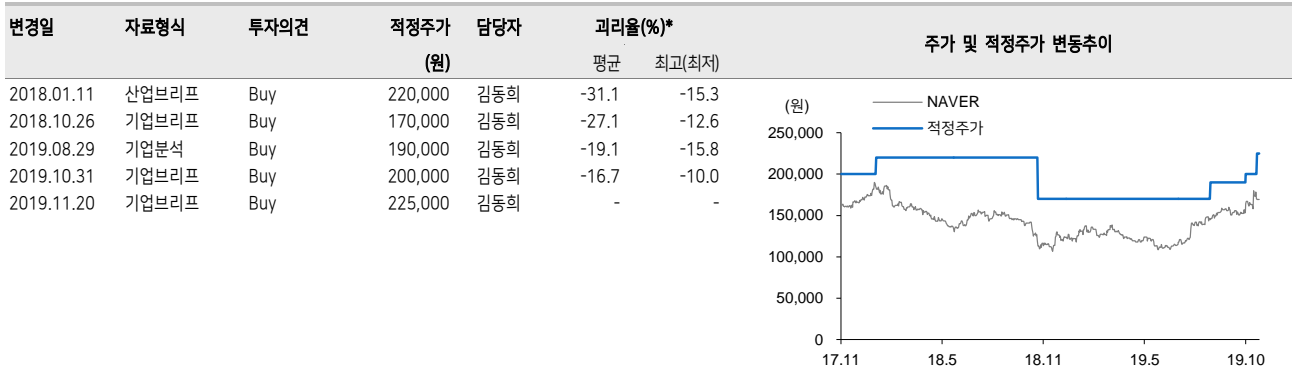 변경일 자료형식 투자의견 적정주가 담당자 괴리율(%)* 주가 및 적정주가 변동추이
(원) 평균 최고(최저)
2018.01.11 산업브리프 Buy 220,000 김동희 -31.1 -15.3
2018.10.26 기업브리프 Buy 170,000 김동희 -27.1 -12.6
2019.08.29 기업분석 Buy 190,000 김동희 -19.1 -15.8
2019.10.31 기업브리프 Buy 200,000 김동희 -16.7 -10.0
2019.11.20 기업브리프 Buy 225,000 김동희 - -
(원)
NAVER
적정주가
250,000
200,000
150,000
100,000
50,000
0
17.11 18.5 18.11 19.5 19.10